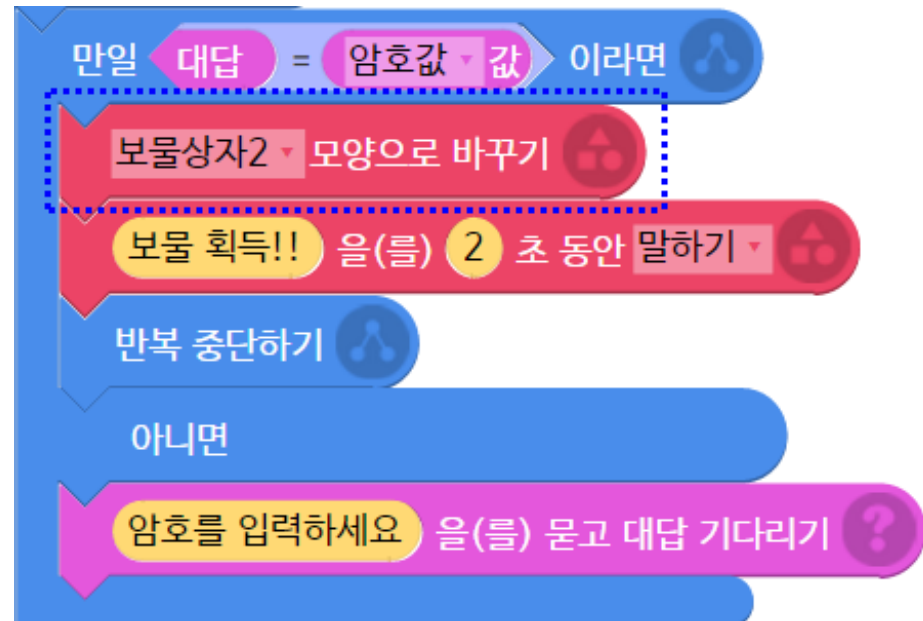 만일 대답 = 암호값 값 이라면
보물상자2 모양으로 바꾸기
보물 획득!! 을(를) 2 초 동안 말하기
반복 중단하기
아니면
암호를 입력하세요 을(를) 묻고 대답 기다리기 ?